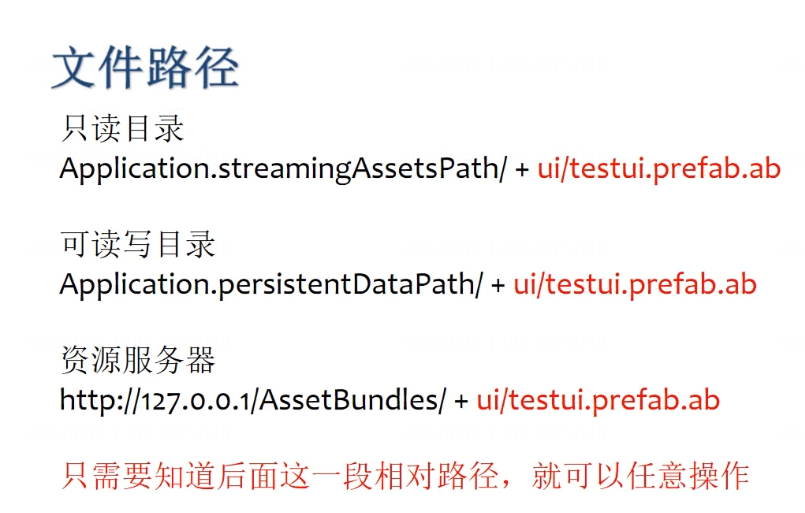 文件路径
只读目录
Application.streamingAssetsPath/ + ui/testui.prefab.ab
可读写目录
Application.persistentDataPath/ + ui/testui.prefab.ab
资源服务器
http://127.0.0.1/AssetBundles/ + ui/testui.prefab.ab
只需要知道后面这一段相对路径，就可以任意操作